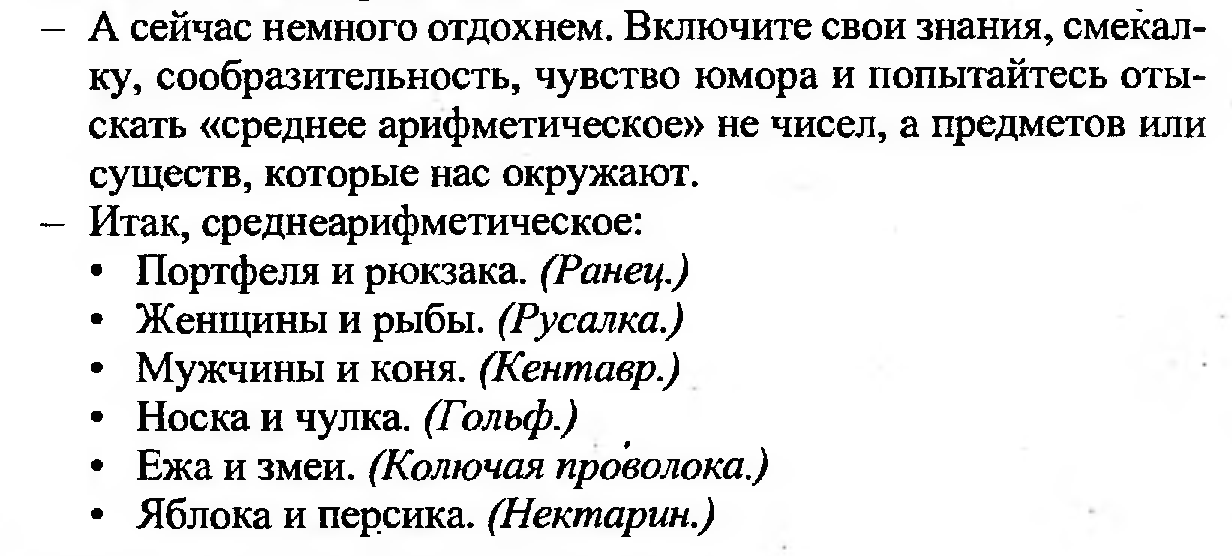 – А сейчас немного отдохнем. Включите свои знания, смекал-
ку, сообразительность, чувство юмора и попытайтесь оты-
скать «среднее арифметическое» не чисел, а предметов или
существ, которые нас окружают.
– Итак, среднеарифметическое:
• Портфеля и рюкзака. (Ранец.)
• Женщины и рыбы. (Русалка.)
• Мужчины и коня. (Кентавр.)
• Носка и чулка. (Гольф.)
• Ежа и змеи. (Колючая проволока.)
• Яблока и персика. (Нектарин.)